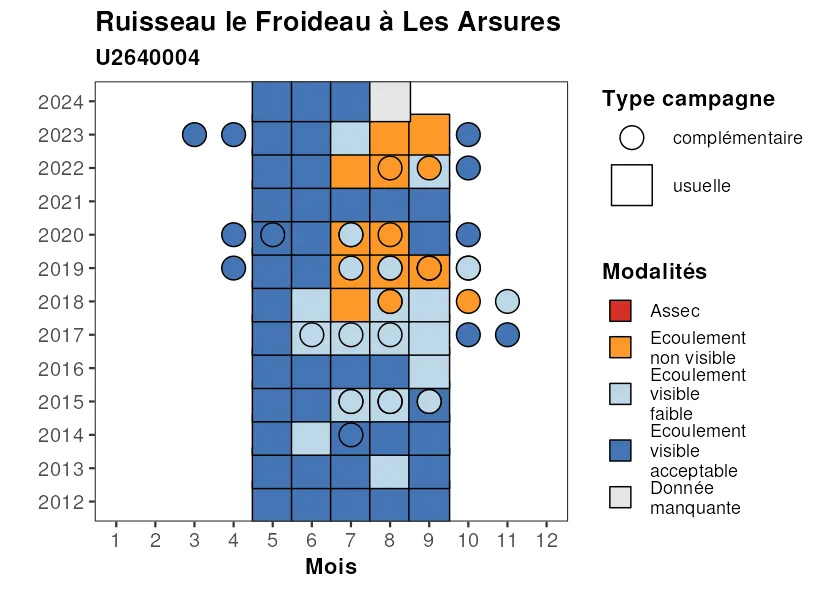 Ruisseau le Froideau à Les Arsures
U2640004
2024
2023
2022
2021
2020
2019
2018
2017
2016
2015
2014
2013
2012
1 2 3 4 5 6 7 8 9 10 11 12
Mois
Type campagne
complémentaire
usuelle
Modalités
Assec
Ecoulement
non visible
Ecoulement
visible
faible
Ecoulement
visible
acceptable
Donnée
manquante